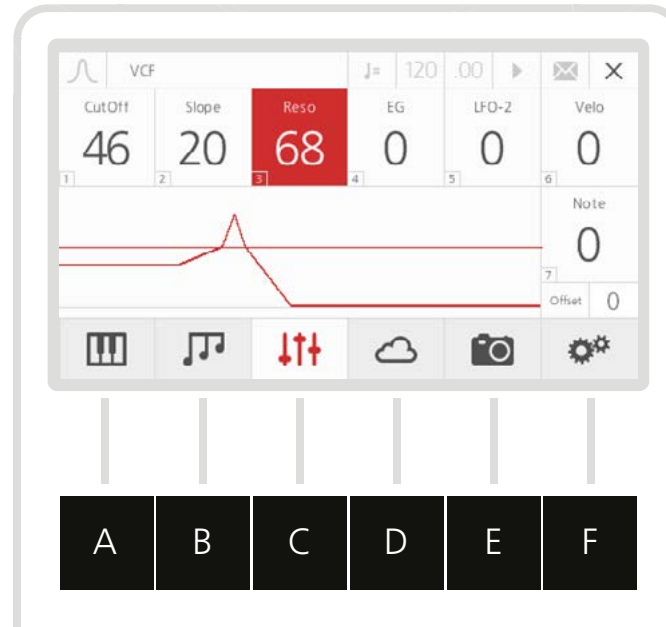 VCF ♩= 120 .00
CutOff Slope Reso EG LFO-2 Velo
46 20 68 0 0 0
1 2 3 4 5 6
Note
0
7
Offset 0
A B C D E F